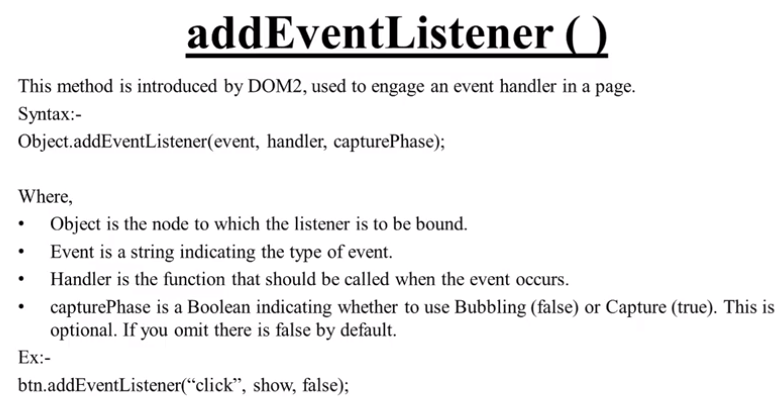 addEventListener ( )
This method is introduced by DOM2, used to engage an event handler in a page.
Syntax:-
Object.addEventListener(event, handler, capturePhase);
Where,
• Object is the node to which the listener is to be bound.
• Event is a string indicating the type of event.
• Handler is the function that should be called when the event occurs.
• capturePhase is a Boolean indicating whether to use Bubbling (false) or Capture (true). This is
optional. If you omit there is false by default.
Ex:-
btn.addEventListener(“click”, show, false);